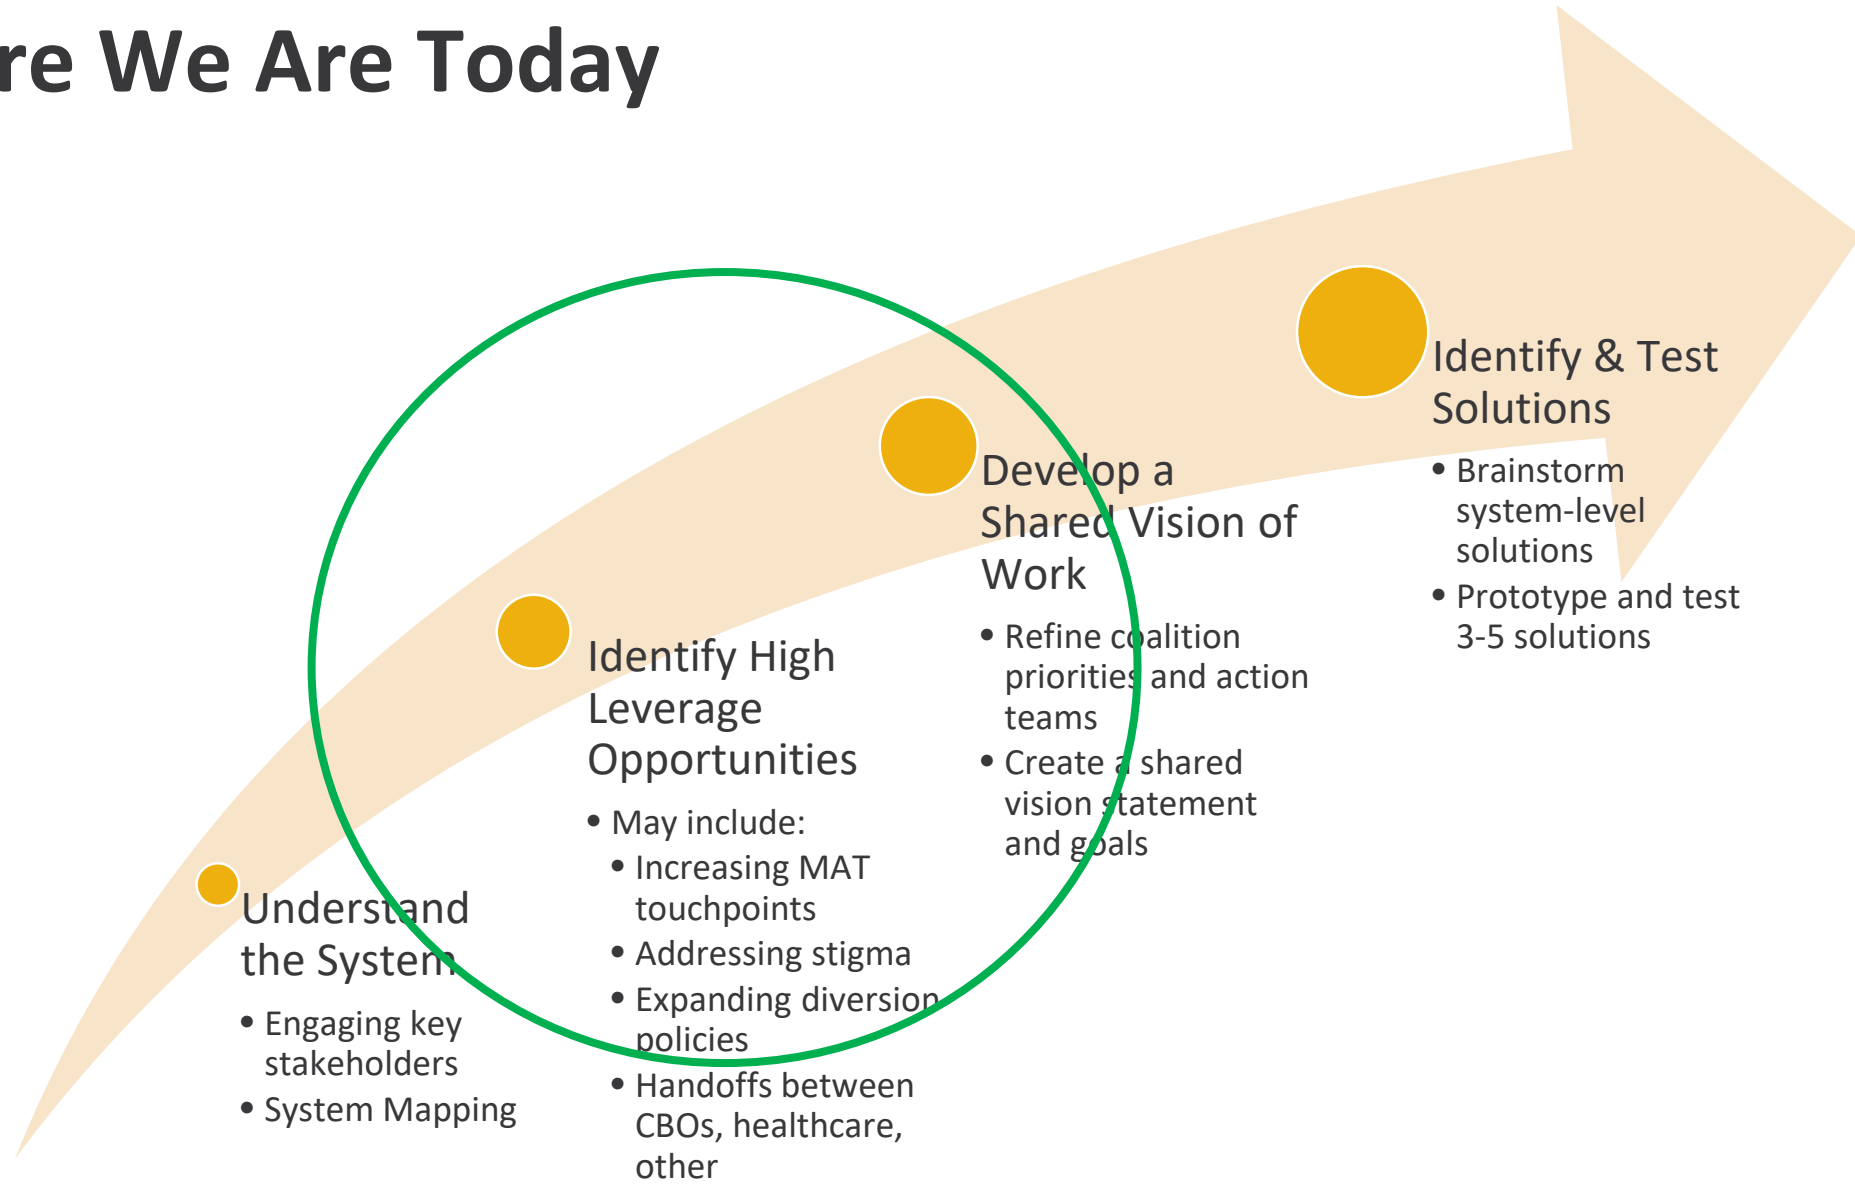 re We Are Today
Identify & Test
Solutions
• Brainstorm
system-level
solutions
• Prototype and test
3-5 solutions
Develop a
Shared Vision of
Work
• Refine coalition
priorities and action
teams
• Create a shared
vision statement
and goals
Identify High
Leverage
Opportunities
• May include:
• Increasing MAT
touchpoints
• Addressing stigma
• Expanding diversion
policies
• Handoffs between
CBOs, healthcare,
other
Understand
the System
• Engaging key
stakeholders
• System Mapping